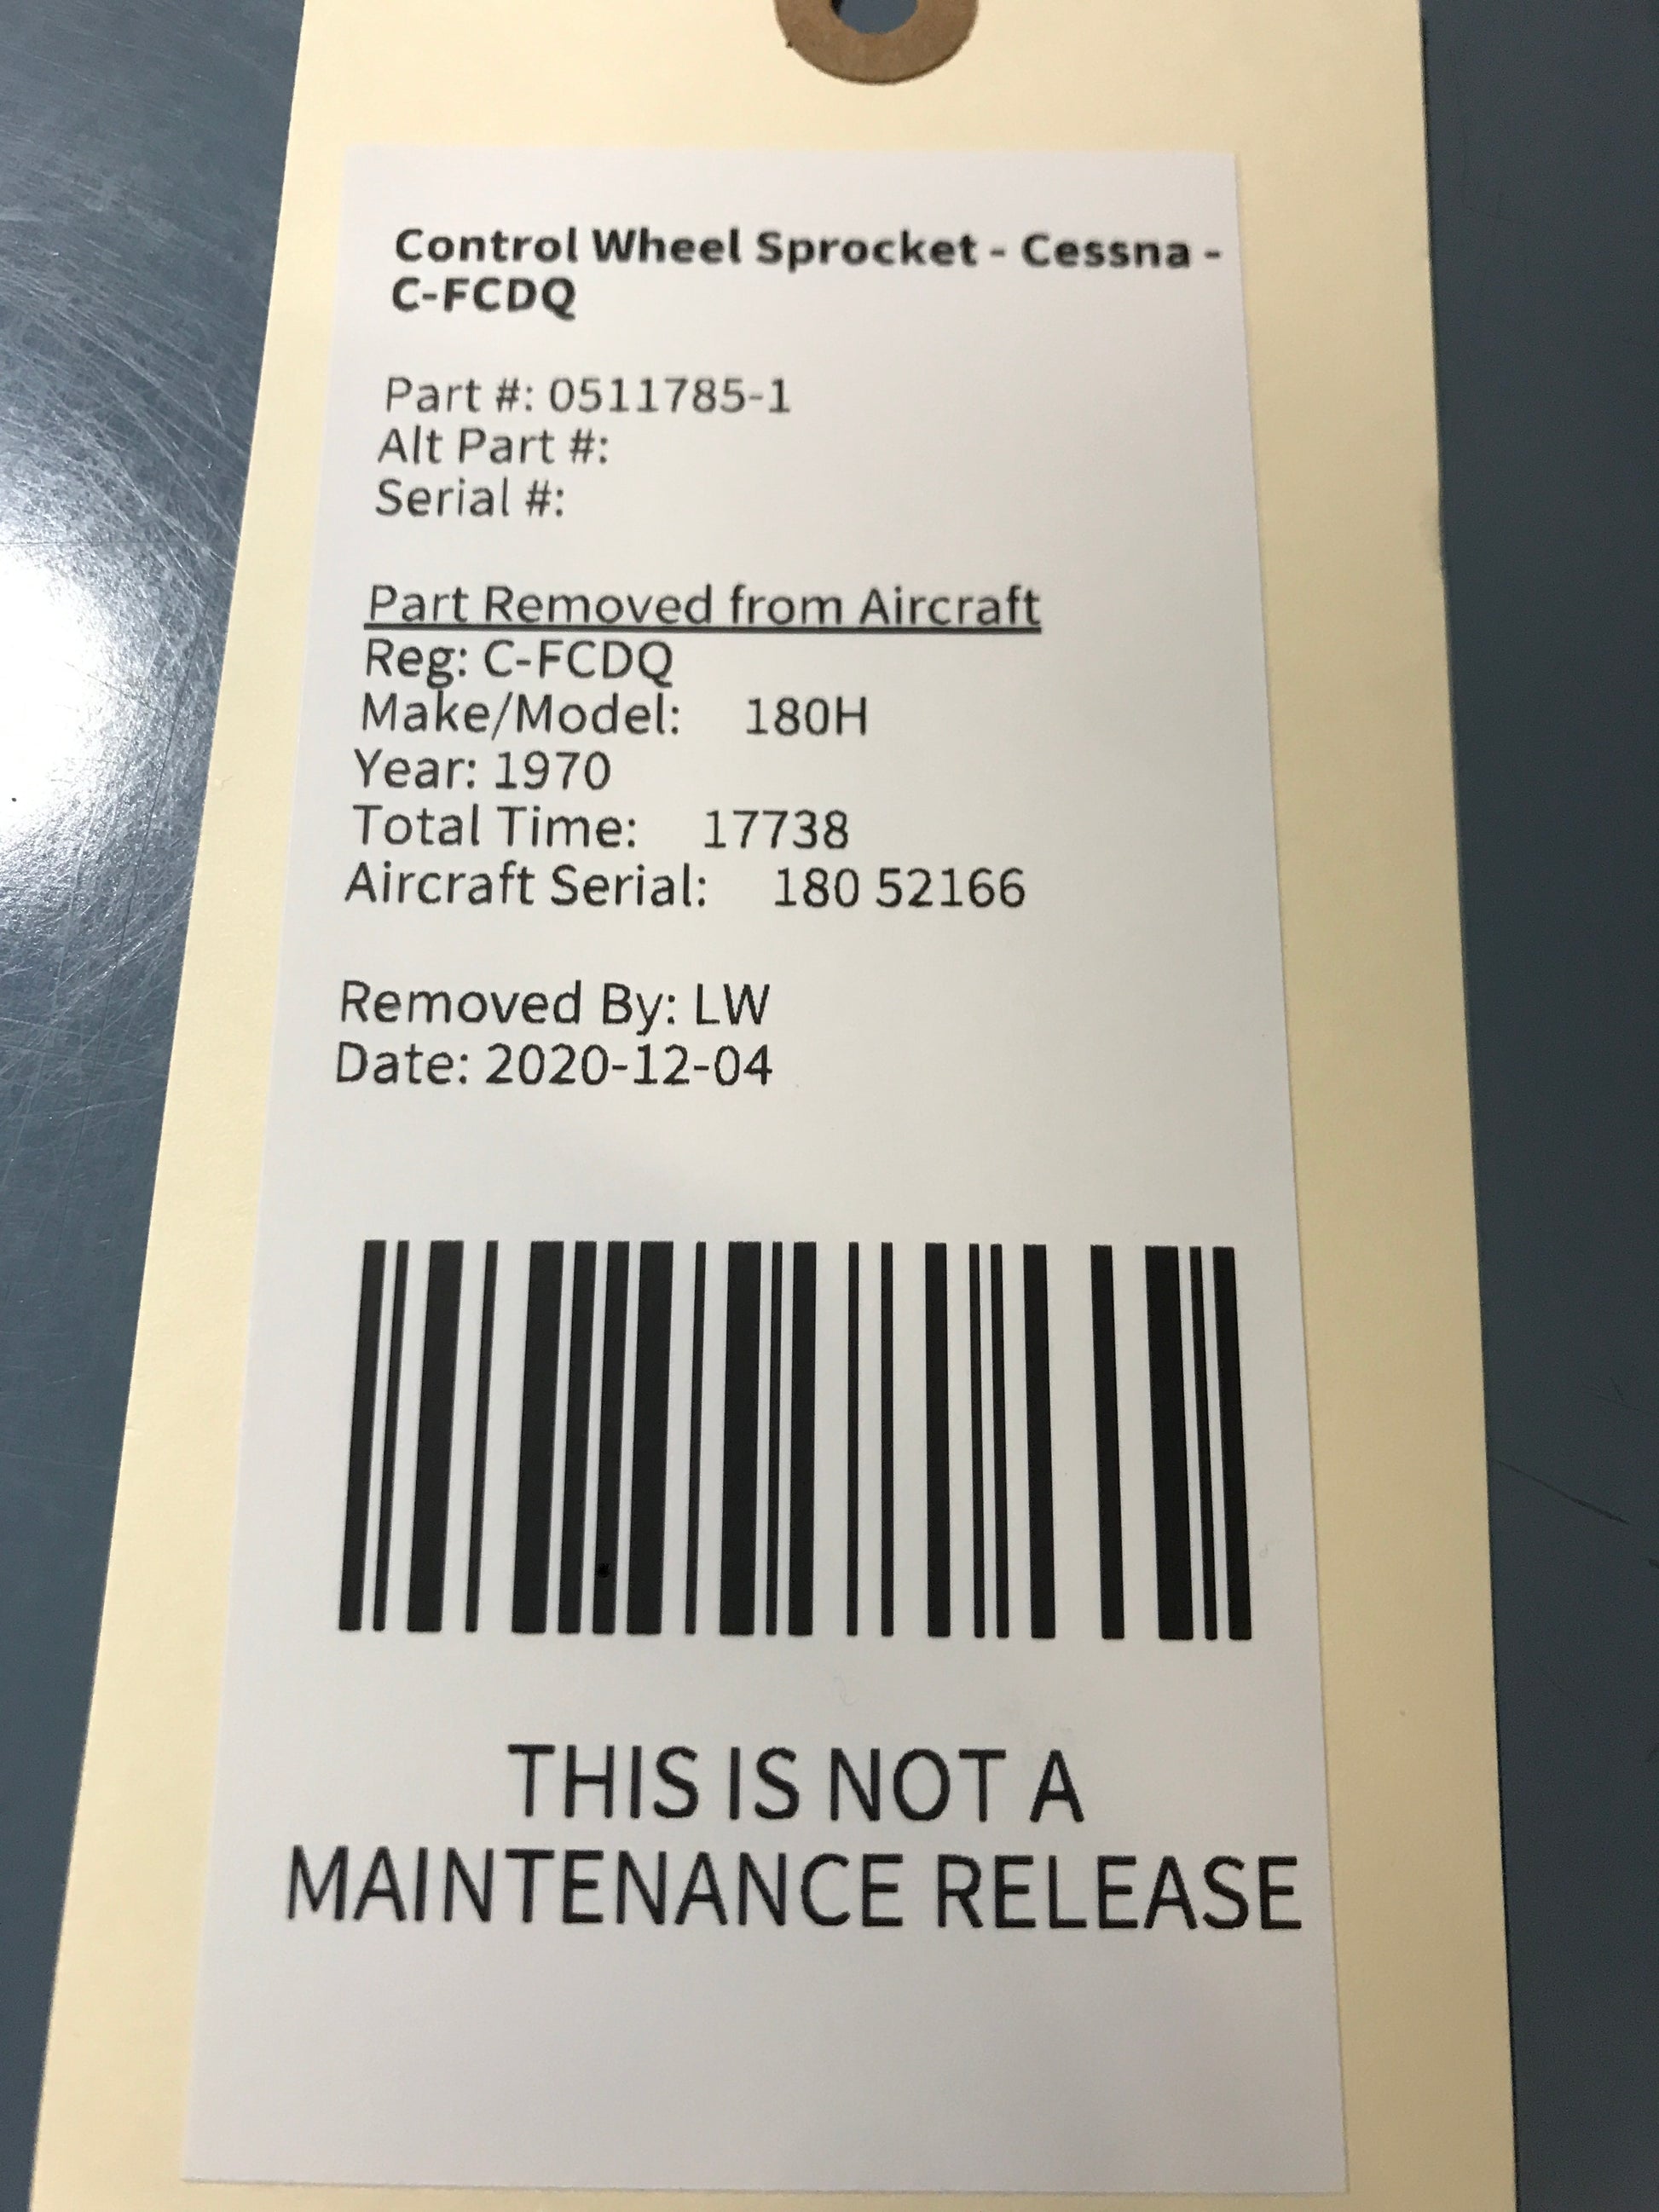 Control Wheel Sprocket - Cessna -
C-FCDQ
Part #: 0511785-1
Alt Part #:
Serial #:
Part Removed from Aircraft
Reg: C-FCDQ
Make/Model: 180H
Year: 1970
Total Time: 17738
Aircraft Serial: 180 52166
Removed By: LW
Date: 2020-12-04
THIS IS NOT A
MAINTENANCE RELEASE